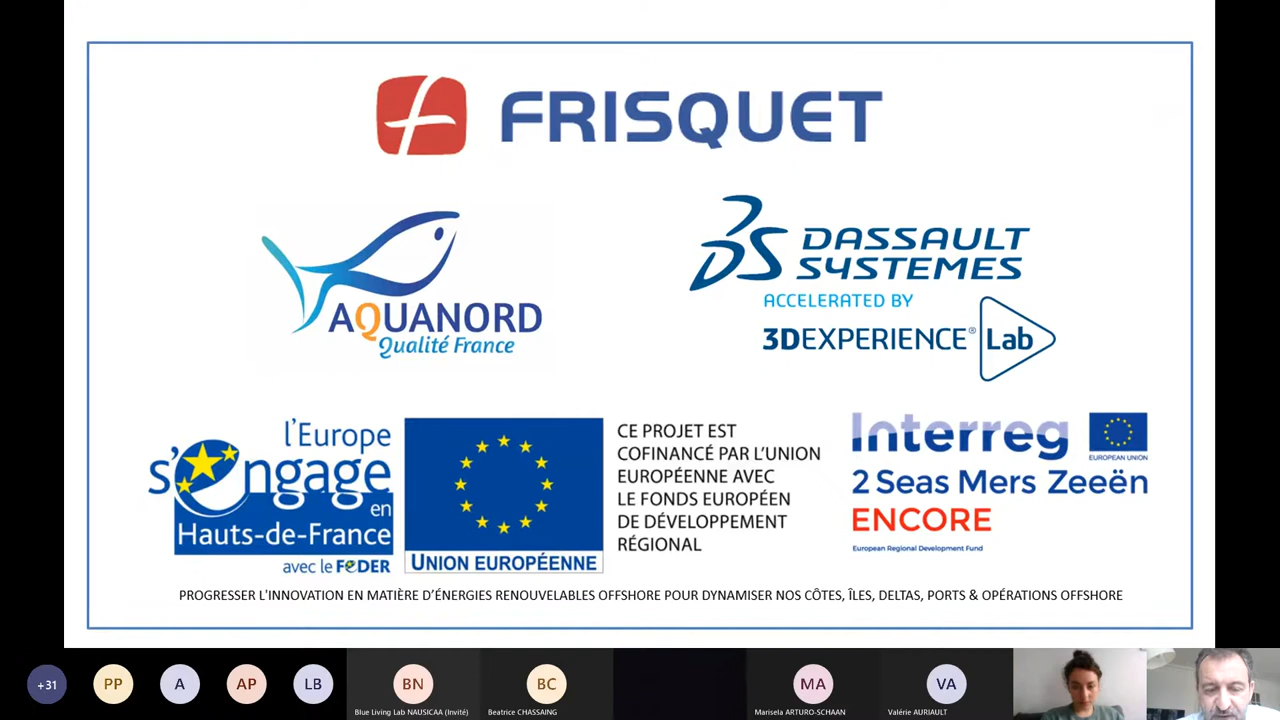 FRISQUET
AQUANORD
Qualité France
DASSAULT
SYSTEMES
ACCELERATED BY
3DEXPERIENCE® Lab
l'Europe
s'engage
en
Hauts-de-France
avec le FEDER
UNION EUROPÉENNE
CE PROJET EST
COFINANCÉ PAR L'UNION
EUROPÉENNE AVEC
LE FONDS EUROPÉEN
DE DÉVELOPPEMENT
RÉGIONAL
Interreg
EUROPEAN UNION
2 Seas Mers Zeeën
ENCORE
European Regional Development Fund
PROGRESSER L'INNOVATION EN MATIÈRE D'ÉNERGIES RENOUVELABLES OFFSHORE POUR DYNAMISER NOS CÔTES, ÎLES, DELTAS, PORTS & OPÉRATIONS OFFSHORE
+31 PP A AP LB BN BC MA VA
Blue Living Lab NAUSICAA (Invité) Beatrice CHASSAING Marisela ARTURO-SCHAAN Valérie AURIAULT